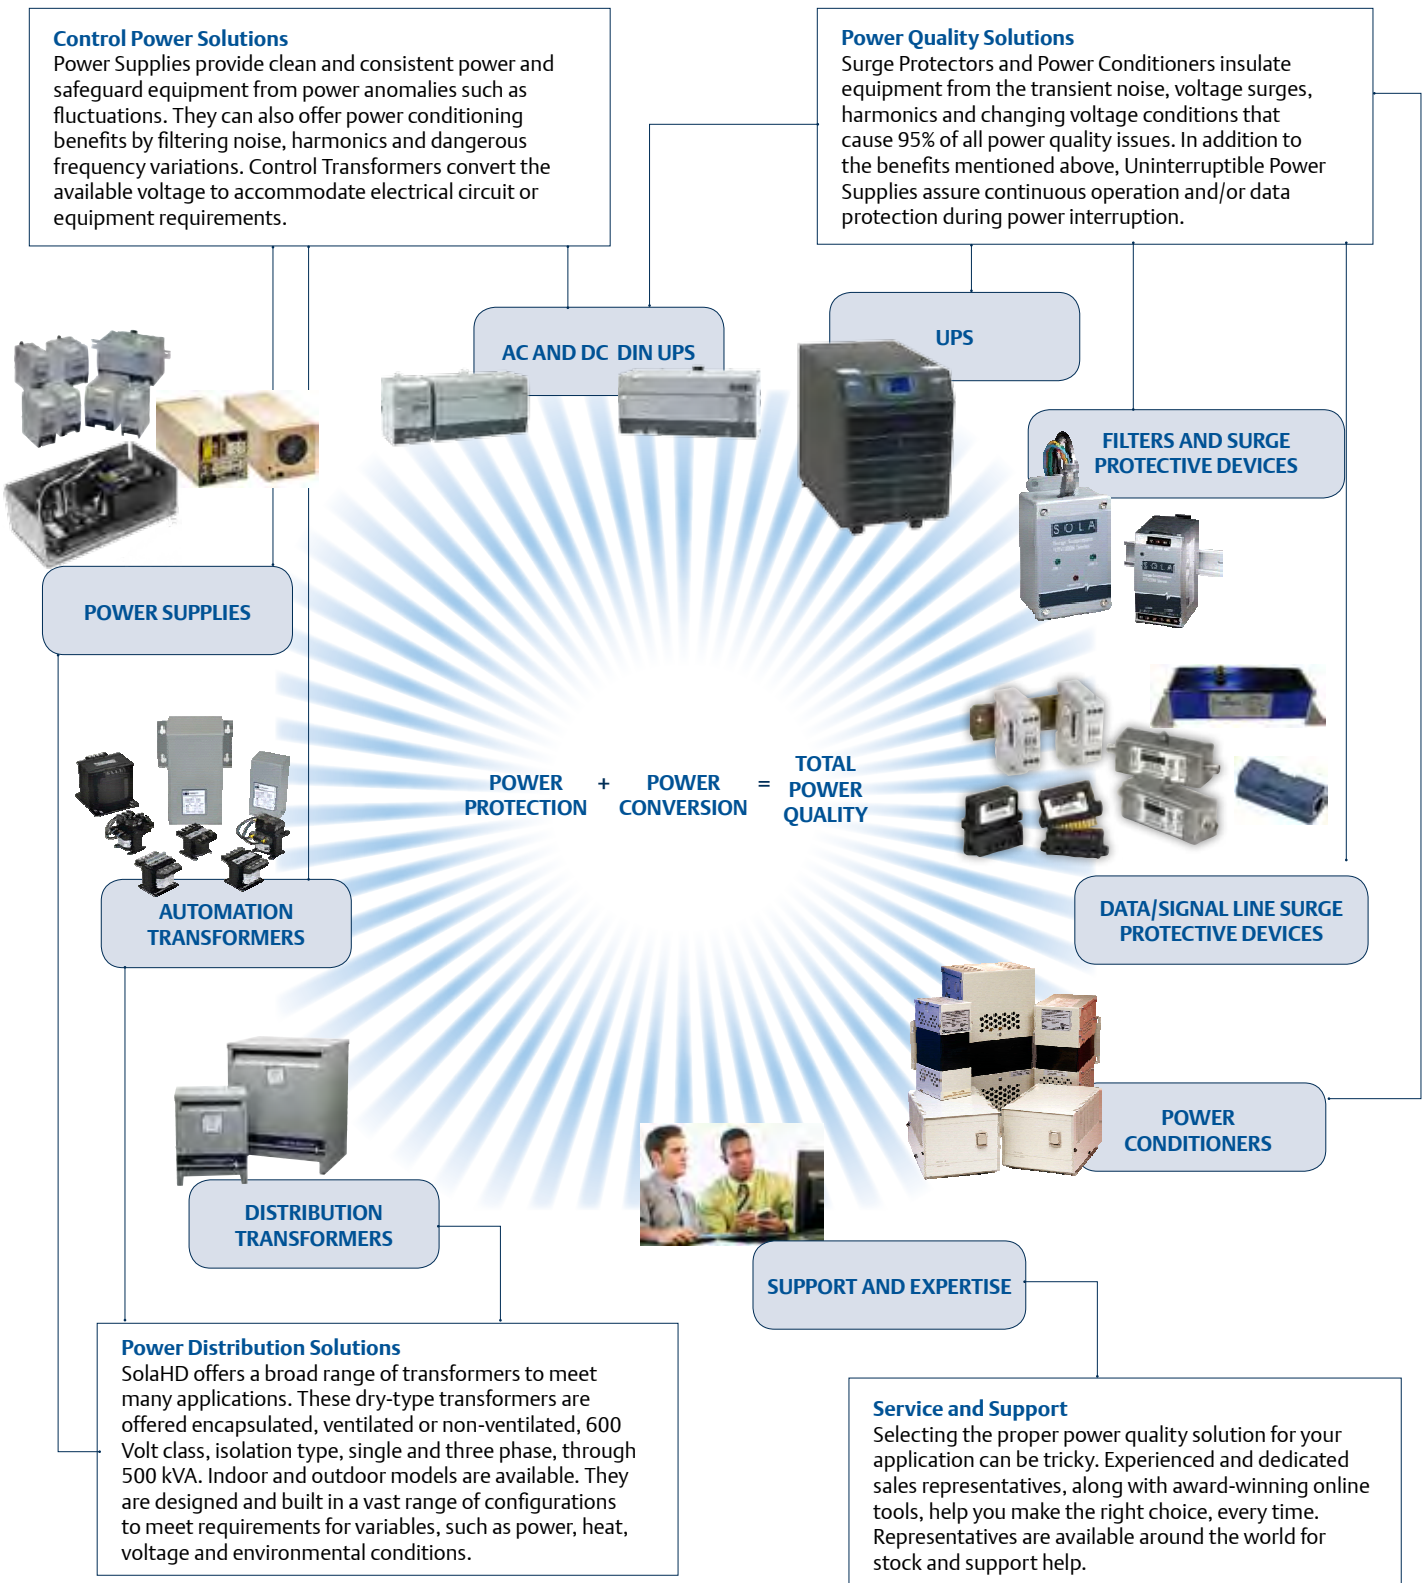 Control Power Solutions
Power Supplies provide clean and consistent power and
safeguard equipment from power anomalies such as
fluctuations. They can also offer power conditioning
benefits by filtering noise, harmonics and dangerous
frequency variations. Control Transformers convert the
available voltage to accommodate electrical circuit or
equipment requirements.
Power Quality Solutions
Surge Protectors and Power Conditioners insulate
equipment from the transient noise, voltage surges,
harmonics and changing voltage conditions that
cause 95% of all power quality issues. In addition to
the benefits mentioned above, Uninterruptible Power
Supplies assure continuous operation and/or data
protection during power interruption.
AC AND DC DIN UPS
UPS
FILTERS AND SURGE
PROTECTIVE DEVICES
SOLA
SOLA
POWER SUPPLIES
POWER
PROTECTION
+
POWER
CONVERSION
=
TOTAL
POWER
QUALITY
AUTOMATION
TRANSFORMERS
DATA/SIGNAL LINE SURGE
PROTECTIVE DEVICES
POWER
CONDITIONERS
DISTRIBUTION
TRANSFORMERS
SUPPORT AND EXPERTISE
Power Distribution Solutions
SolaHD offers a broad range of transformers to meet
many applications. These dry-type transformers are
offered encapsulated, ventilated or non-ventilated, 600
Volt class, isolation type, single and three phase, through
500 kVA. Indoor and outdoor models are available. They
are designed and built in a vast range of configurations
to meet requirements for variables, such as power, heat,
voltage and environmental conditions.
Service and Support
Selecting the proper power quality solution for your
application can be tricky. Experienced and dedicated
sales representatives, along with award-winning online
tools, help you make the right choice, every time.
Representatives are available around the world for
stock and support help.